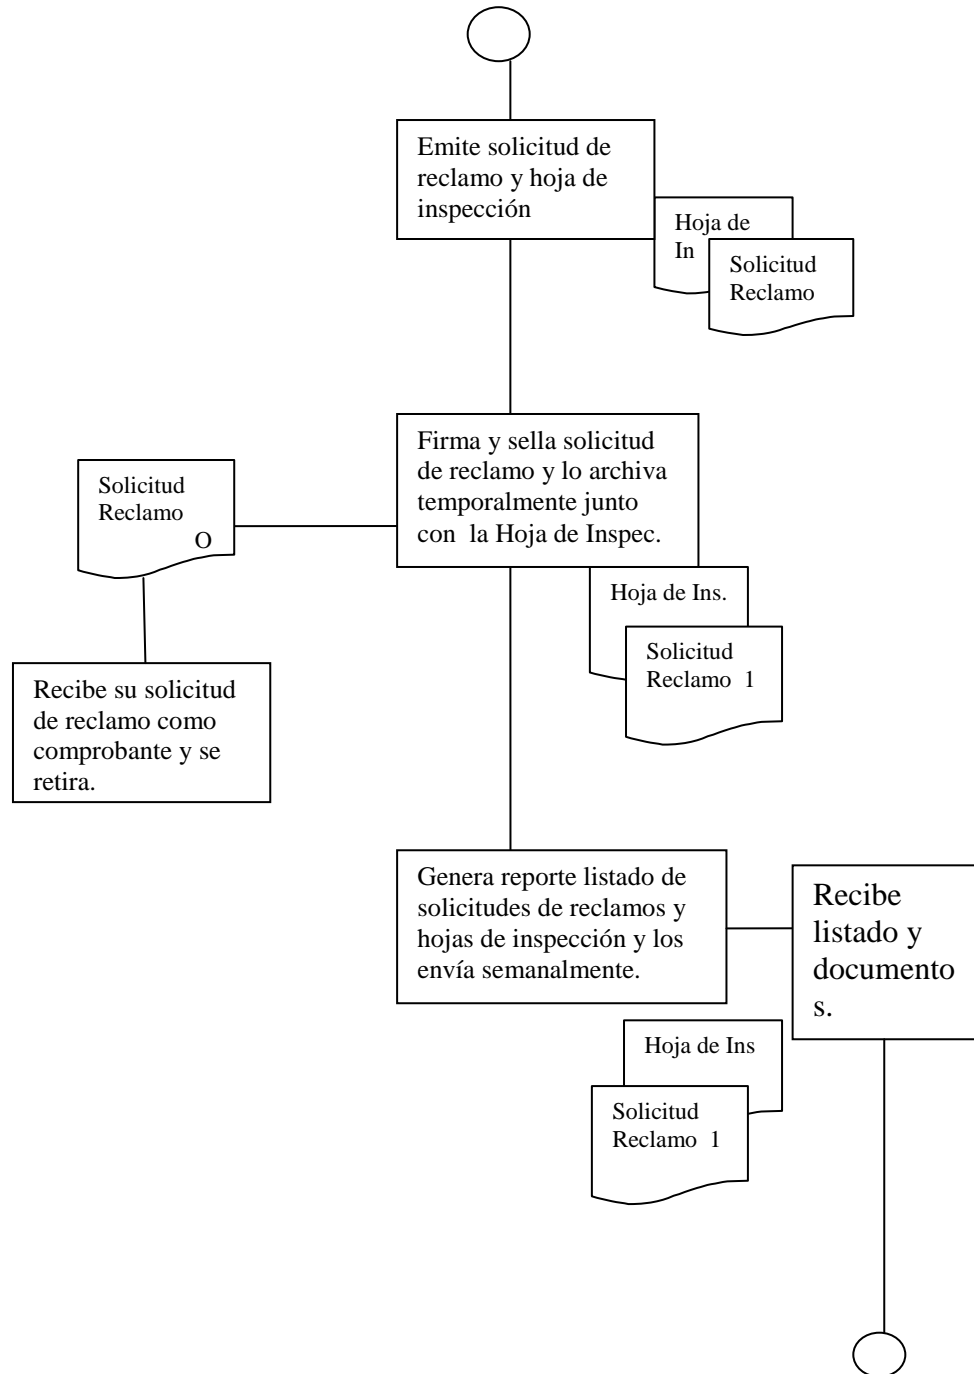 Emite solicitud de
reclamo y hoja de
inspección
Hoja de
In
Solicitud
Reclamo
Firma y sella solicitud
de reclamo y lo archiva
temporalmente junto
con la Hoja de Inspec.
Solicitud
Reclamo
O
Hoja de Ins.
Solicitud
Reclamo 1
Recibe su solicitud
de reclamo como
comprobante y se
retira.
Genera reporte listado de
solicitudes de reclamos y
hojas de inspección y los
envía semanalmente.
Recibe
listado y
documento
s.
Hoja de Ins
Solicitud
Reclamo 1